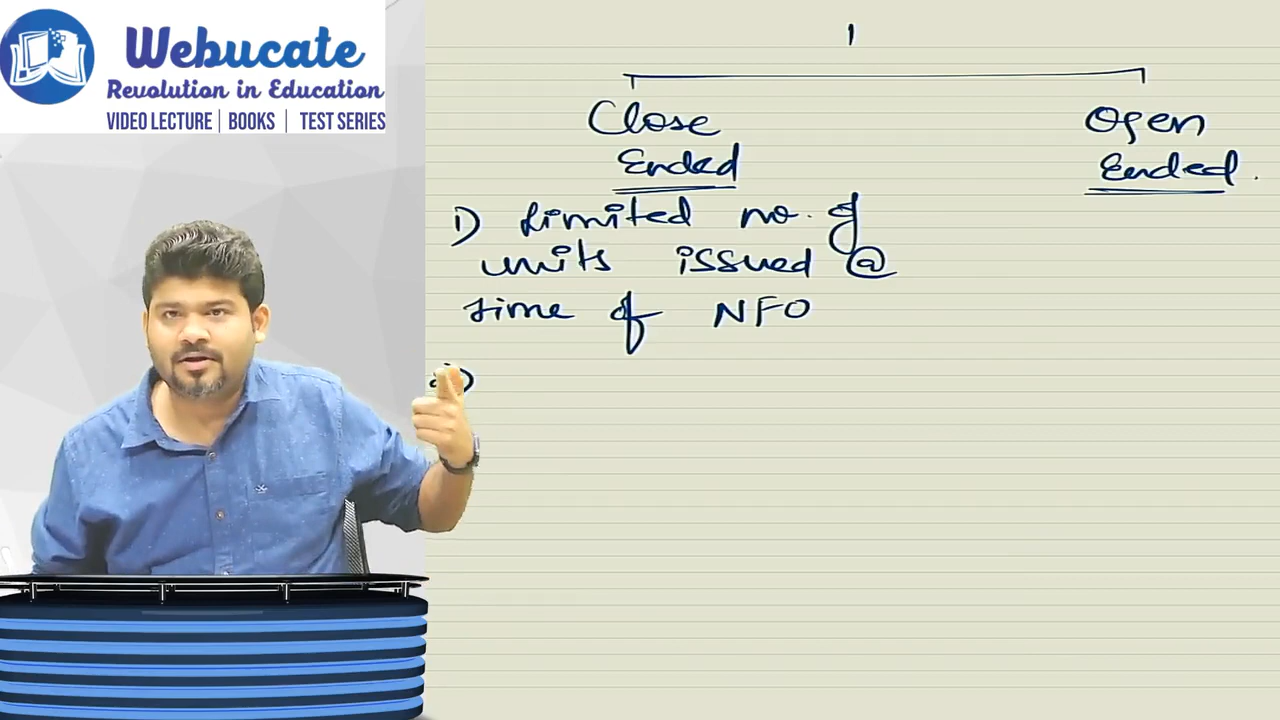 Webucate
Revolution in Education
VIDEO LECTURE | BOOKS | TEST SERIES
Close
Ended
Open
Ended.
1) Limited no. of
units issued @
time of NFO